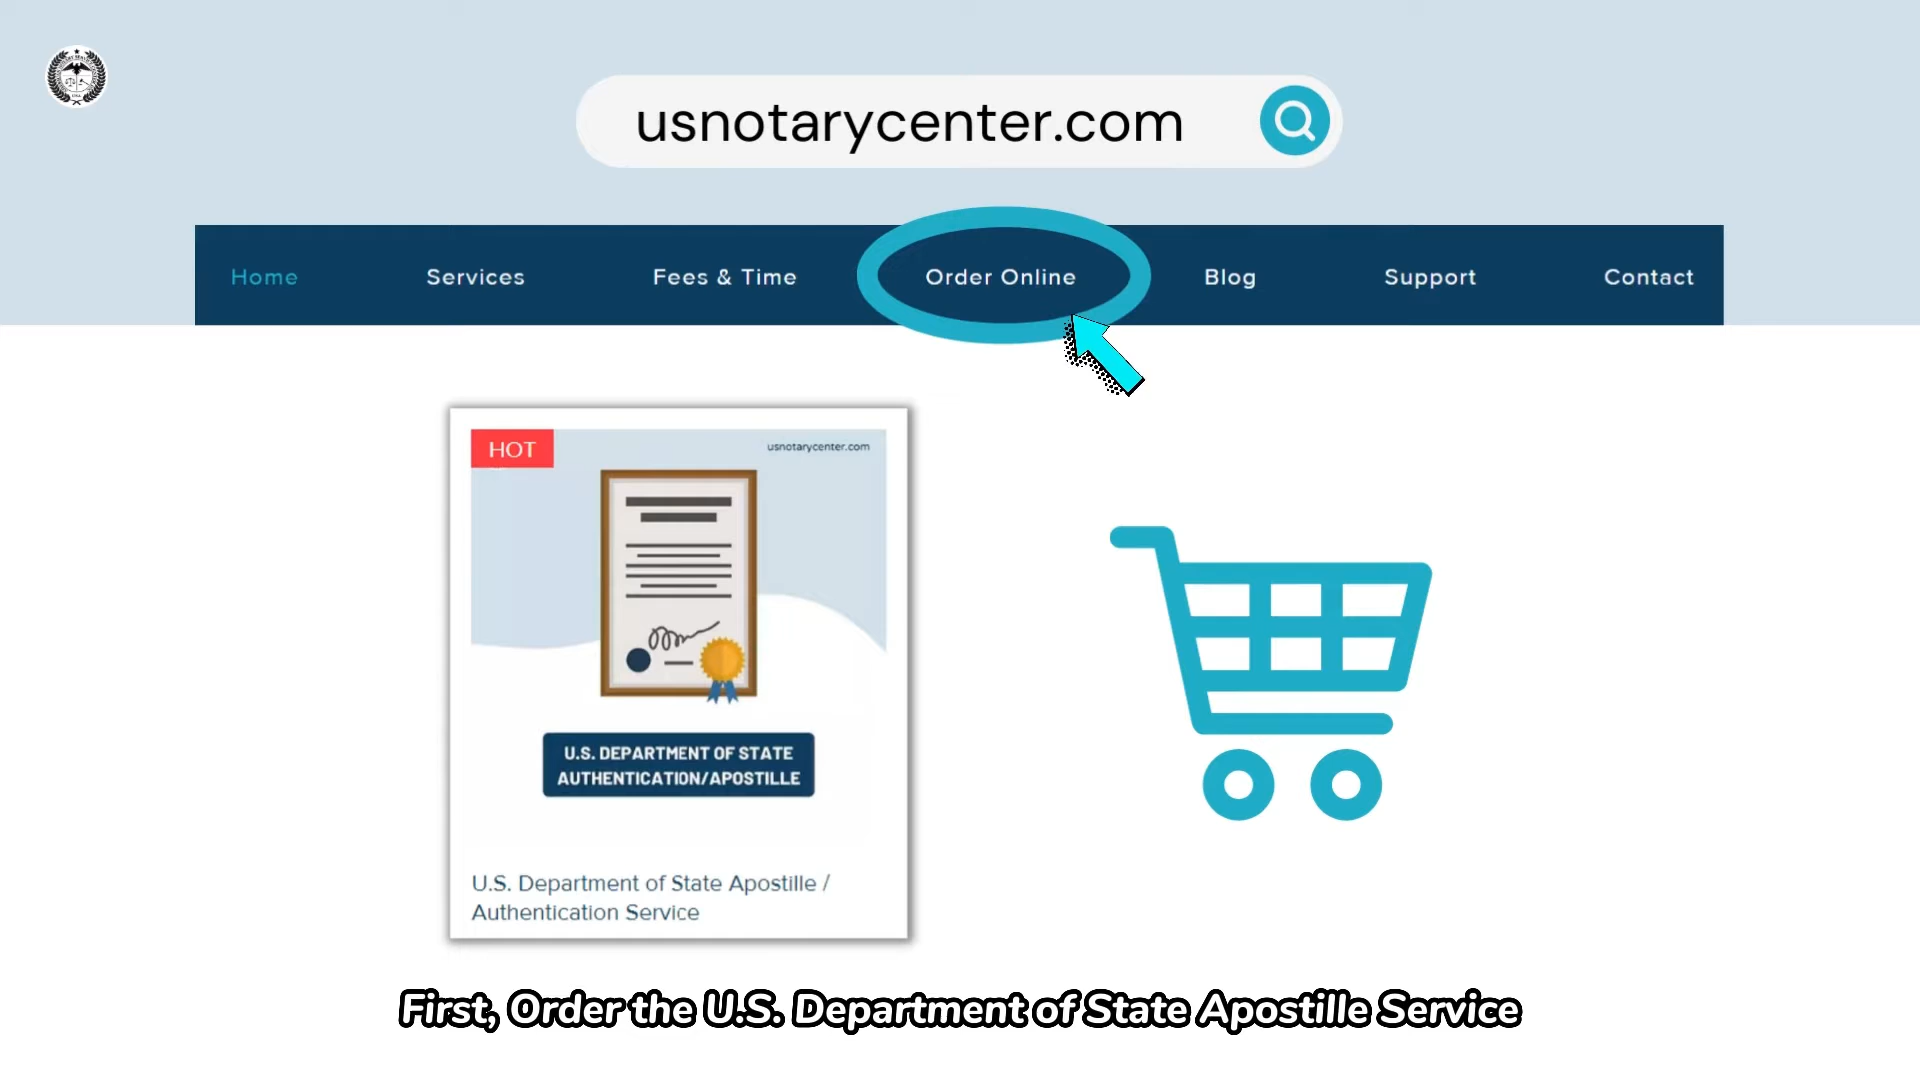 usnotarycenter.com
Home Services Fees & Time Order Online Blog Support Contact
HOT
usnotarycenter.com
U.S. DEPARTMENT OF STATE
AUTHENTICATION/APOSTILLE
U.S. Department of State Apostille /
Authentication Service
First, Order the U.S. Department of State Apostille Service